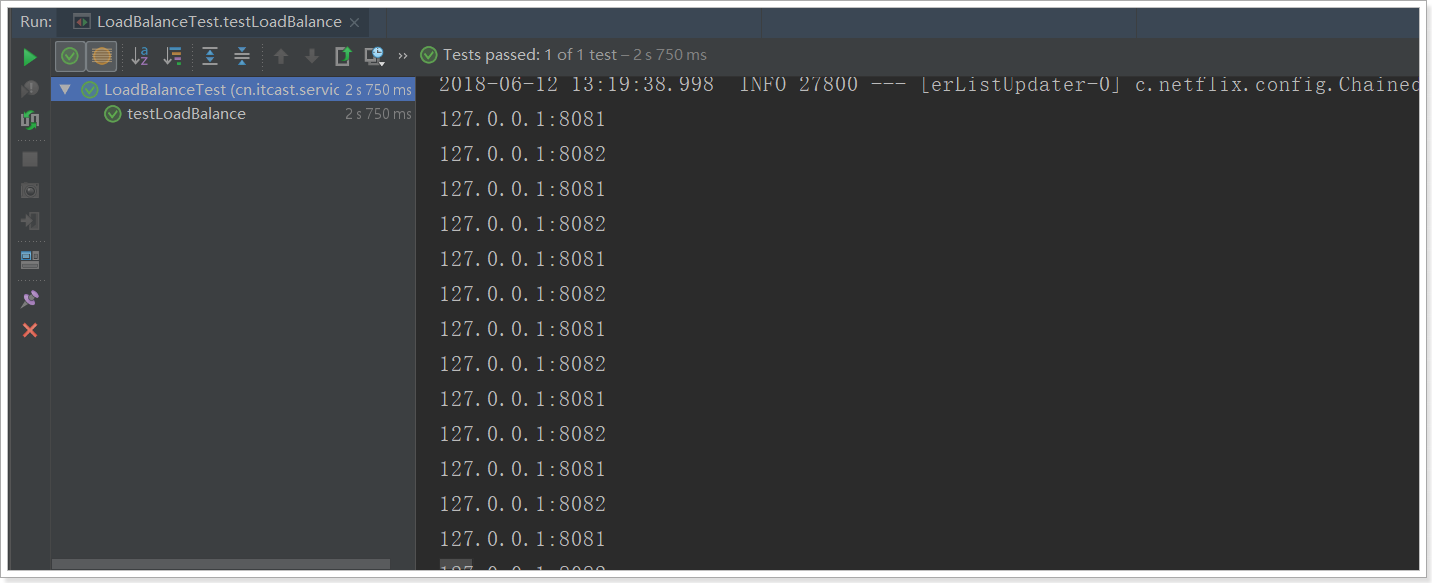 Run: LoadBalanceTest.testLoadBalance
Tests passed: 1 of 1 test – 2 s 750 ms
LoadBalanceTest (cn.itcast.servic 2 s 750 ms
testLoadBalance 2 s 750 ms
2018-06-12 13:19:38.998 INFO 27800 --- [erListUpdater-0] c.netflix.config.Chained
127.0.0.1:8081
127.0.0.1:8082
127.0.0.1:8081
127.0.0.1:8082
127.0.0.1:8081
127.0.0.1:8082
127.0.0.1:8081
127.0.0.1:8082
127.0.0.1:8081
127.0.0.1:8082
127.0.0.1:8081
127.0.0.1:8082
127.0.0.1:8081